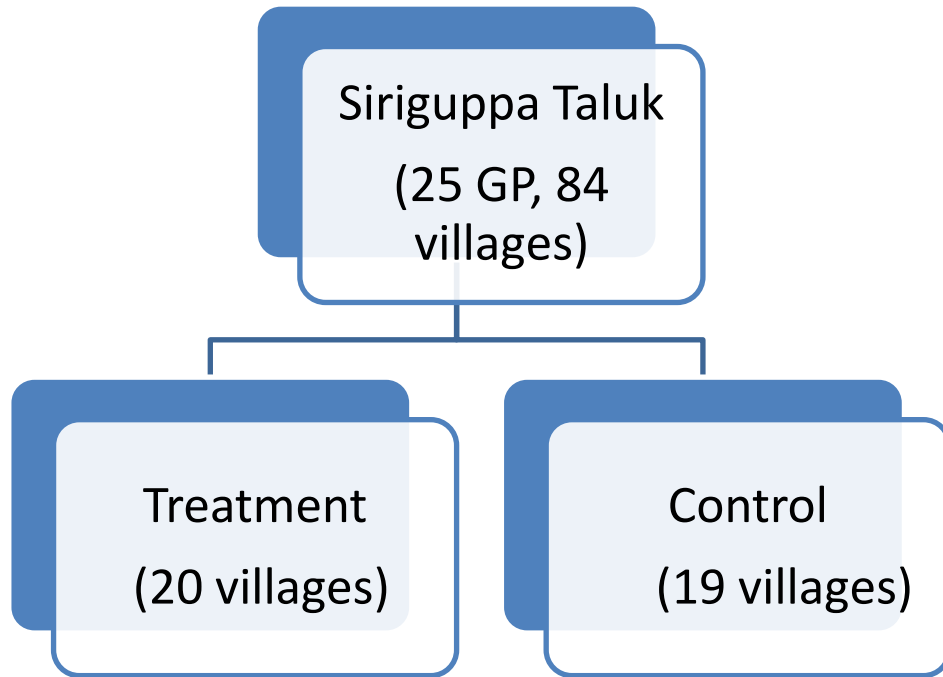 Siriguppa Taluk
(25 GP, 84
villages)
Treatment
(20 villages)
Control
(19 villages)